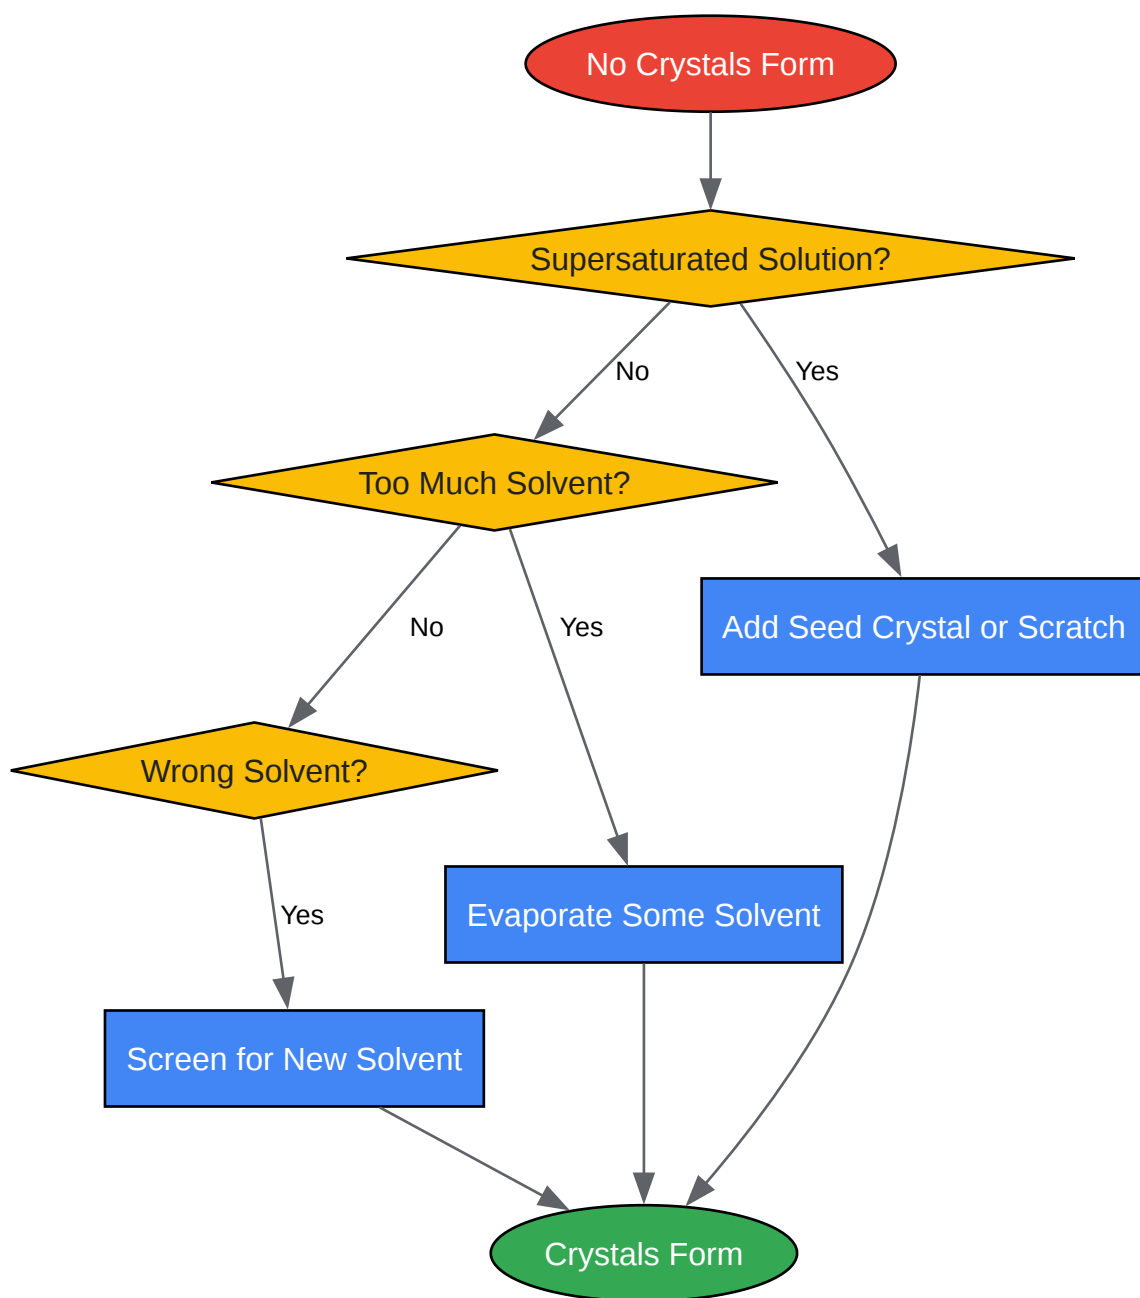 No Crystals Form
Supersaturated Solution?
No
Yes
Too Much Solvent?
No
Yes
Add Seed Crystal or Scratch
Wrong Solvent?
Yes
Evaporate Some Solvent
Screen for New Solvent
Crystals Form